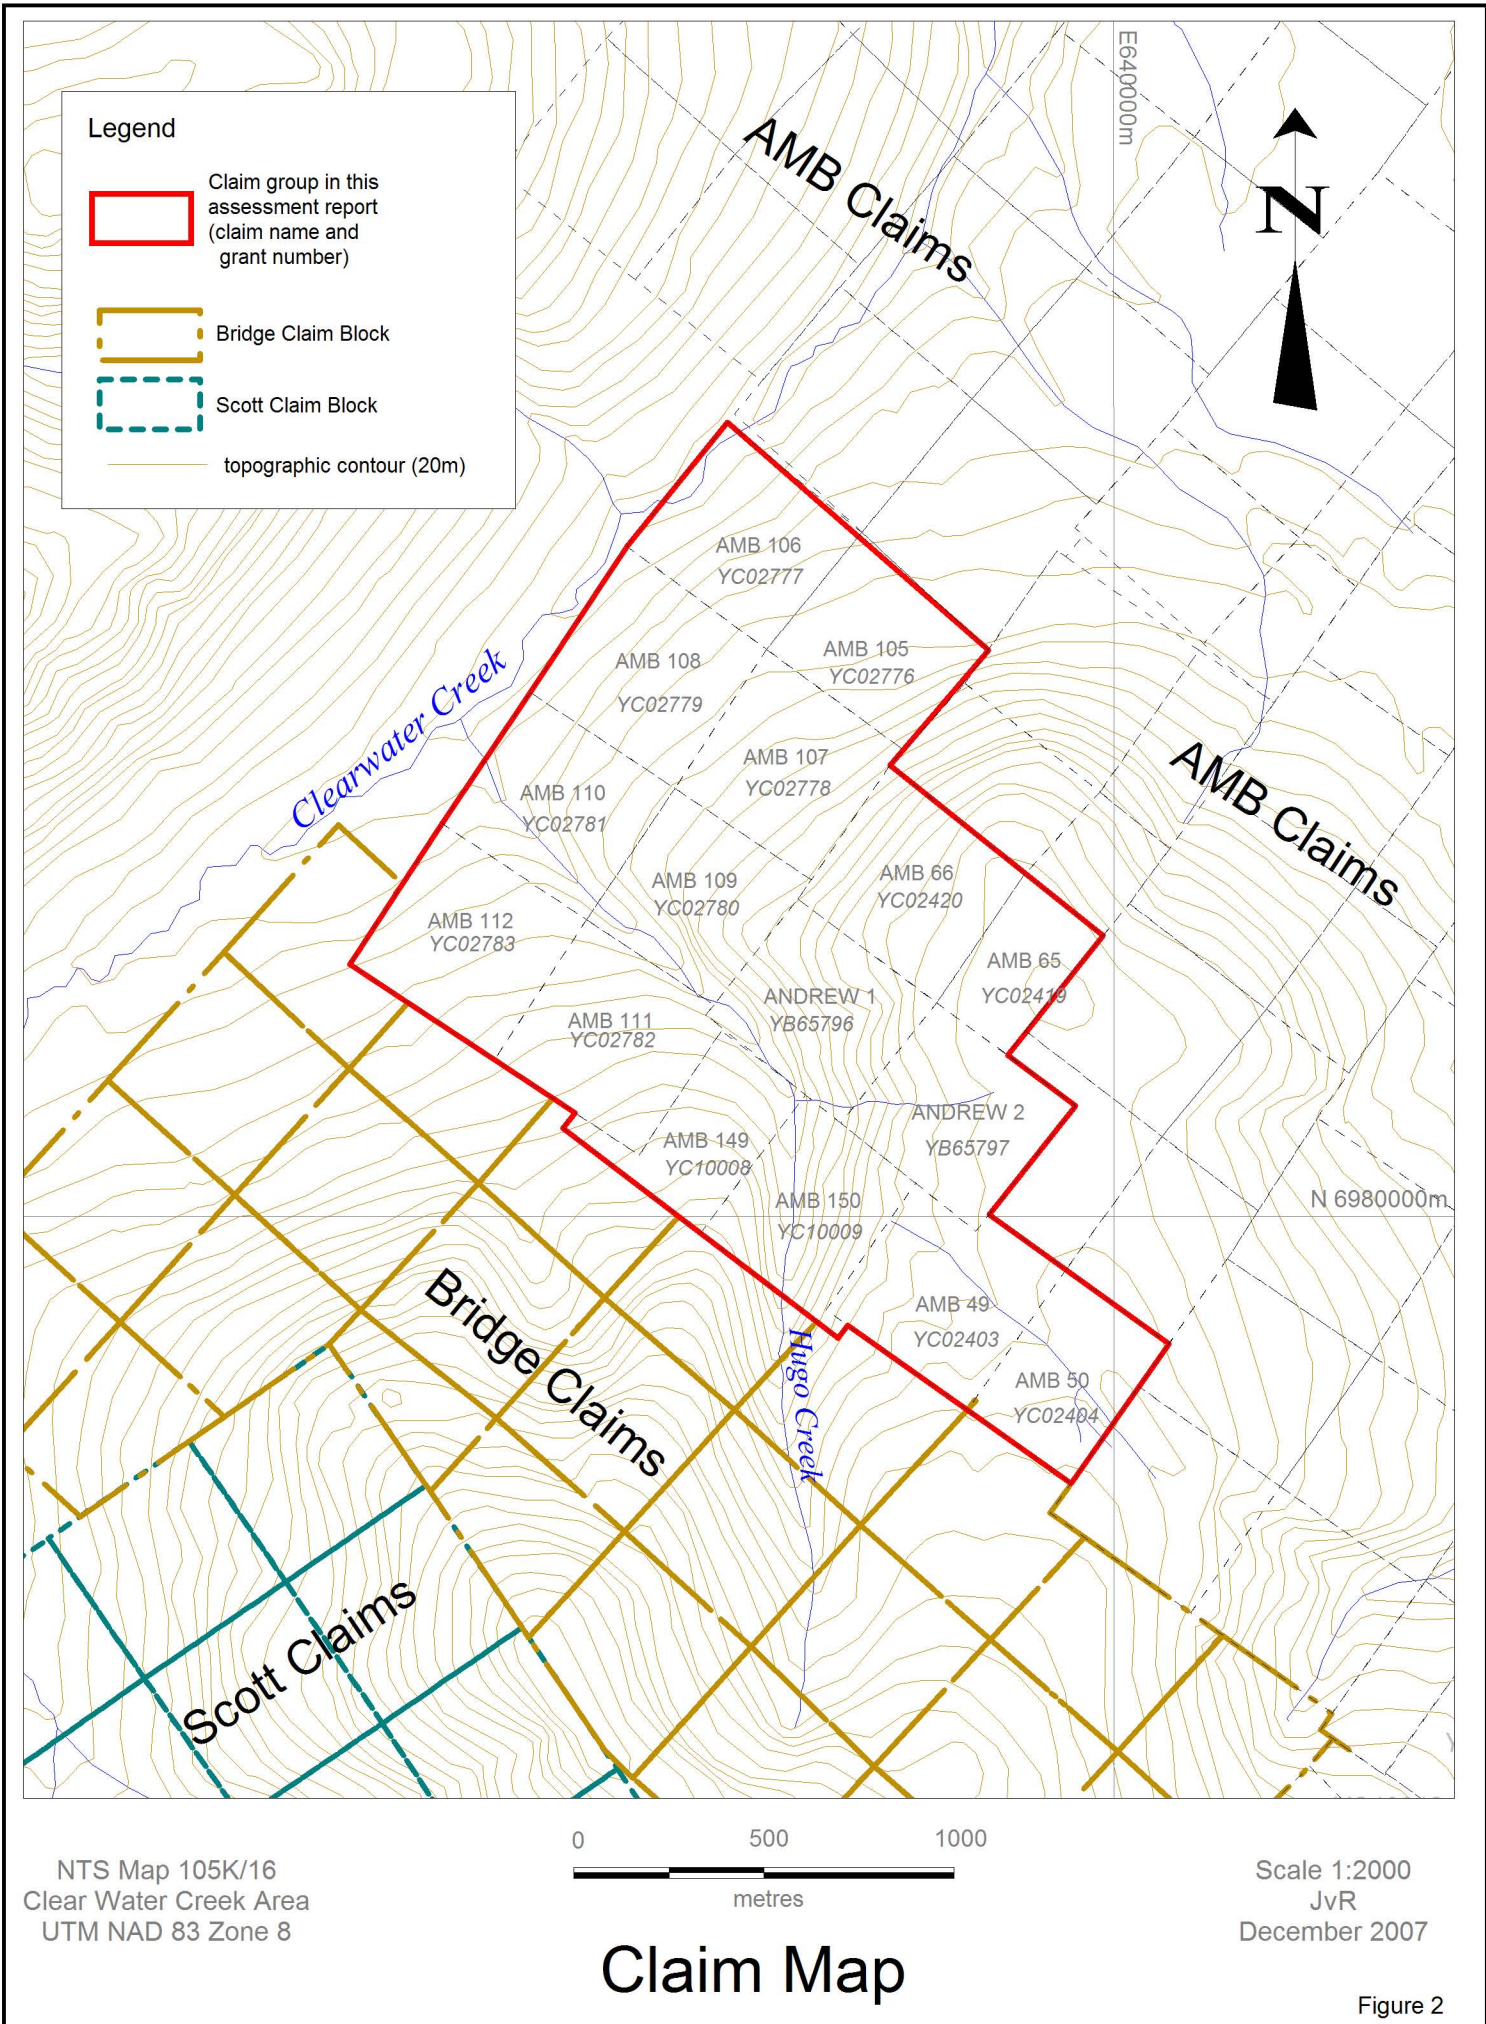 E640000m
Legend
Claim group in this
assessment report
(claim name and
grant number)
Bridge Claim Block
Scott Claim Block
topographic contour (20m)
AMB Claims
N
AMB 106
YC02777
AMB 105
YC02776
AMB 108
YC02779
Clearwater Creek
AMB 107
YC02778
AMB Claims
AMB 110
YC02781
AMB 66
YC02420
AMB 109
YC02780
AMB 112
YC02783
AMB 65
YC02419
ANDREW 1
YB65796
AMB 111
YC02782
ANDREW 2
YB65797
AMB 149
YC10008
AMB 150
YC10009
N 6980000m
AMB 49
YC02403
Bridge Claims
Hugo Creek
AMB 50
YC02404
Scott Claims
0 500 1000
metres
NTS Map 105K/16
Clear Water Creek Area
UTM NAD 83 Zone 8
Scale 1:2000
JvR
December 2007
Claim Map
Figure 2